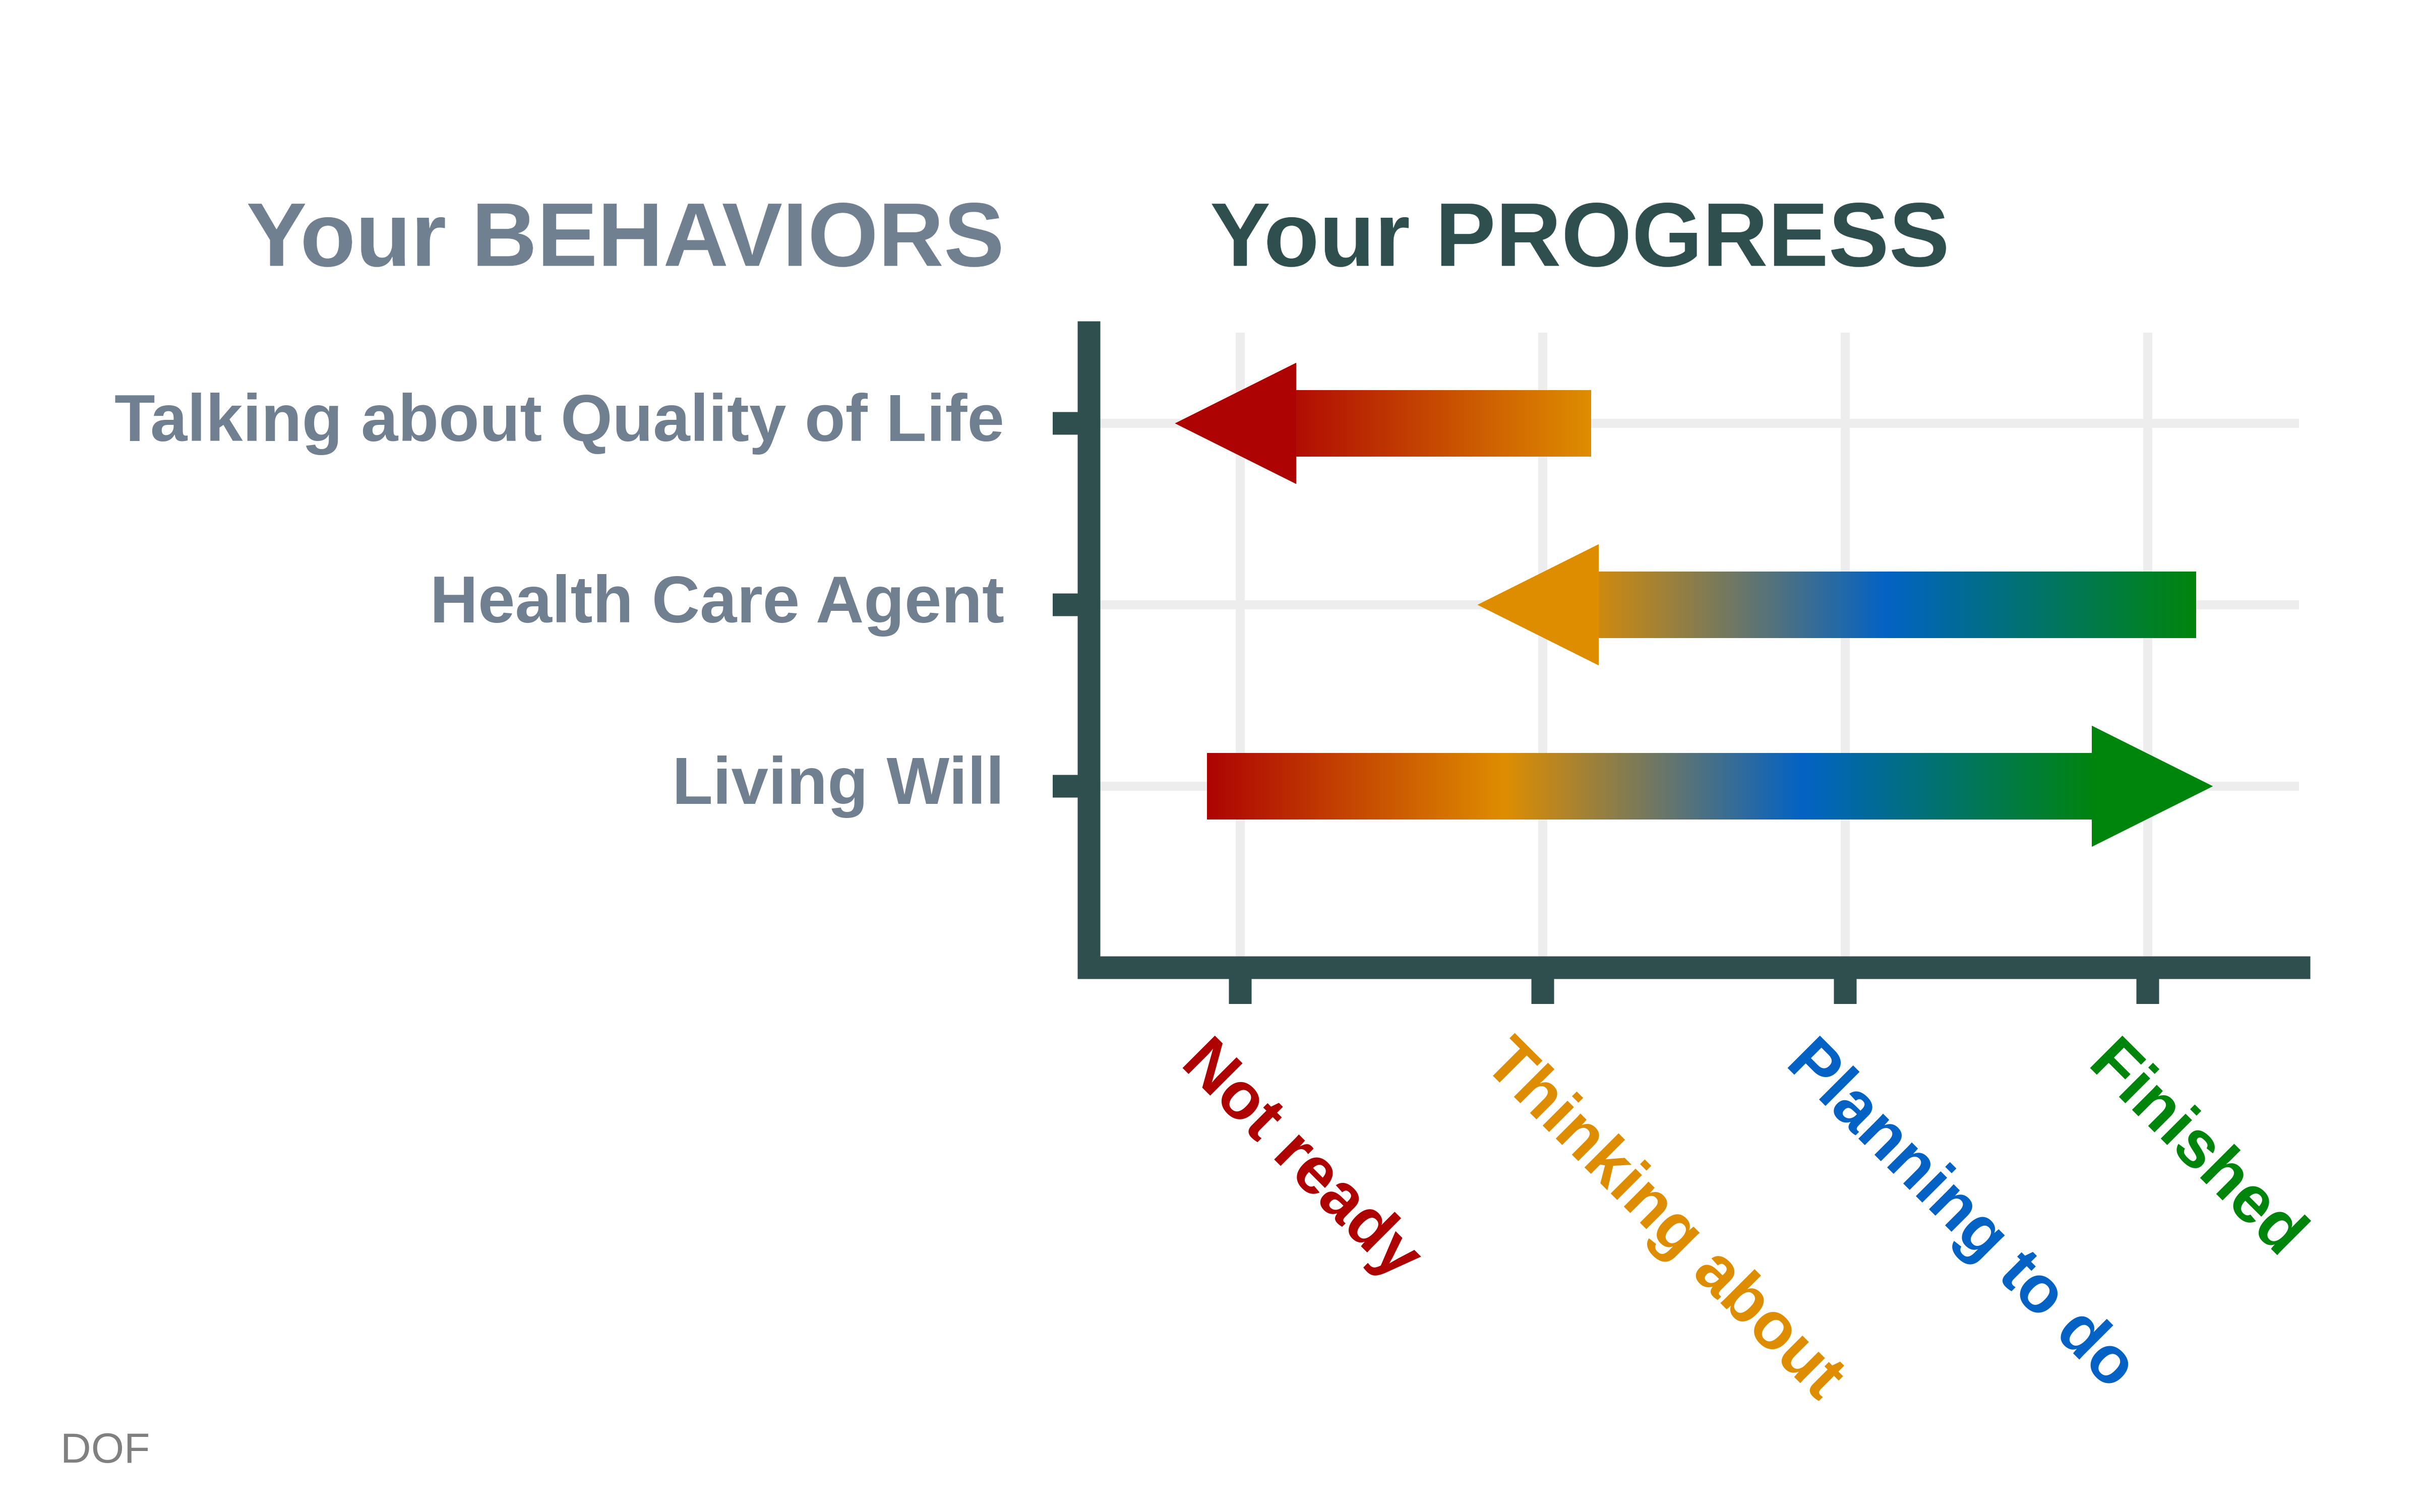 Your BEHAVIORS
Your PROGRESS
Talking about Quality of Life
Health Care Agent
Living Will
Not ready
Thinking about
Planning to do
Finished
DOF